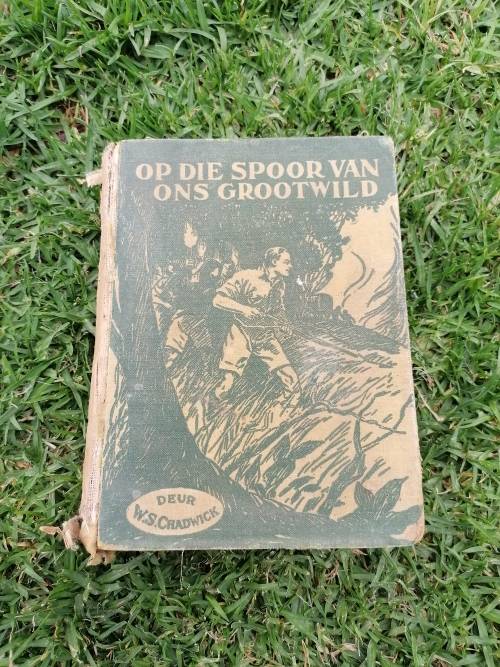 OP DIE SPOOR VAN
ONS GROOTWILD
DEUR
W.S. CHADWICK